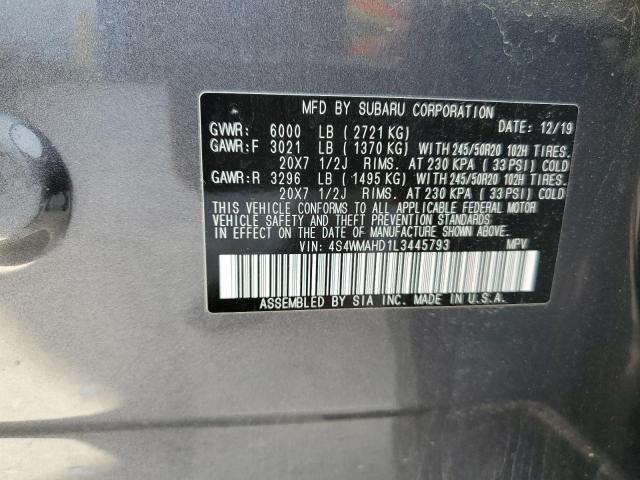 MFD BY SUBARU CORPORATION
GVWR: 6000 LB ( 2721 KG) DATE: 12/19
GAWR:F 3021 LB ( 1370 KG) WITH 245/50R20 102H TIRES.
20X7 1/2J RIMS. AT 230 KPA ( 33 PSI) COLD
GAWR:R 3296 LB ( 1495 KG) WITH 245/50R20 102H TIRES.
20X7 1/2J RIMS. AT 230 KPA ( 33 PSI) COLD
THIS VEHICLE CONFORMS TO ALL APPLICABLE FEDERAL MOTOR
VEHICLE SAFETY AND THEFT PREVENTION STANDARDS
IN EFFECT ON THE DATE OF MANUFACTURE SHOWN ABOVE.
VIN: 4S4WMAHD1L3445793 MPV
ASSEMBLED BY SIA INC. MADE IN U.S.A.